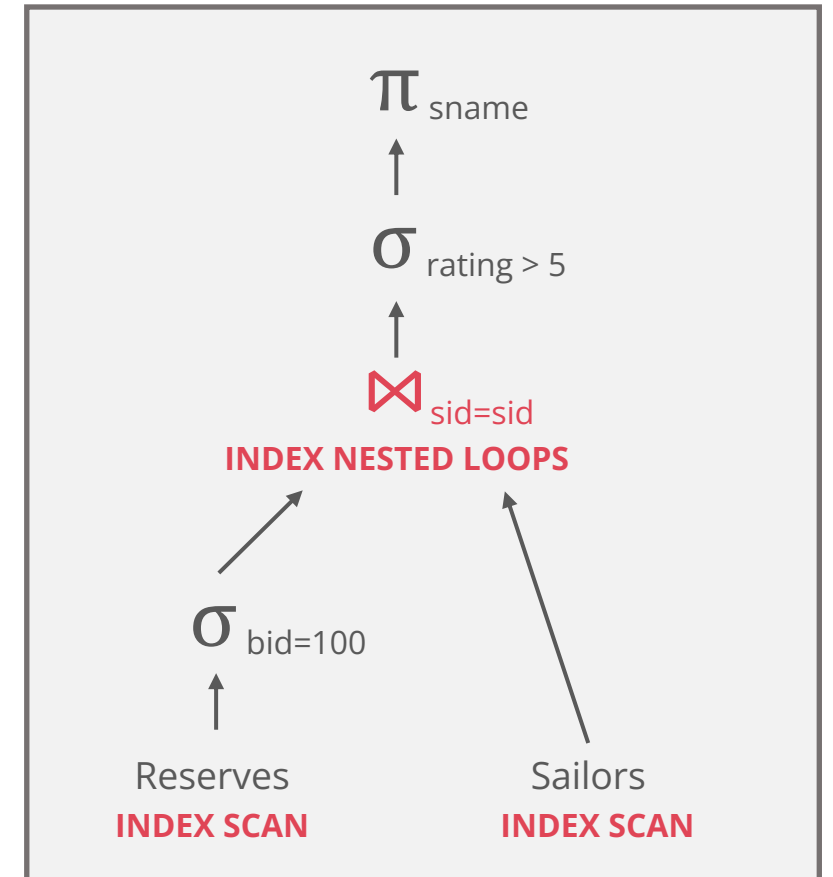 π sname
σ rating > 5
⋈ sid=sid
INDEX NESTED LOOPS
σ bid=100
Reserves Sailors
INDEX SCAN INDEX SCAN